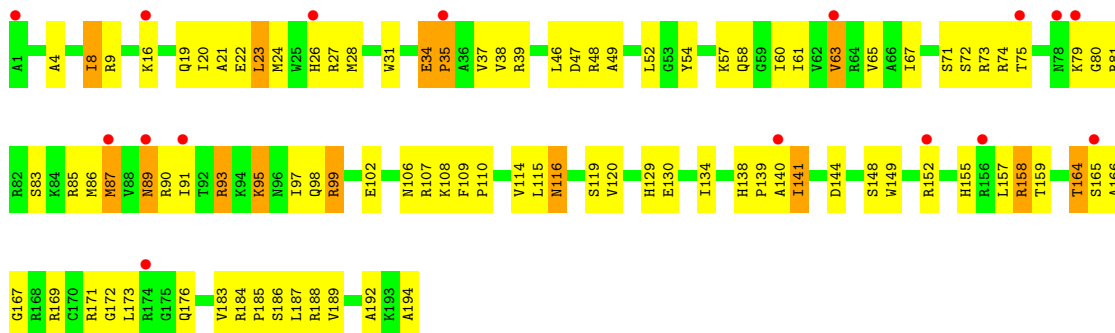 A1 A4 I8 R9 K16 Q19 I20 A21 E22 L23 M24 W25 H26 R27 M28 W31 E34 P35 A36 V37 V38 R39 L46 D47 R48 A49 L52 G53 Y54 K57 Q58 G59 I60 I61 V62 V63 R64 V65 A66 I67 S71 S72 R73 R74 T75 N78 K79 G80
R82 S83 K84 R85 M86 M87 V88 N89 R90 I91 T92 R93 K94 K95 N96 I97 Q98 R99 E102 N106 R107 K108 F109 P110 V114 L115 N116 S119 V120 H129 E130 I134 H138 P139 A140 I141 D144 S148 W149 R152 H155 R156 L157 R158 T159 T164 S165
G167 R168 R169 C170 R171 G172 L173 R174 G175 Q176 V183 R184 P185 S186 L187 R188 V189 A192 K193 A194